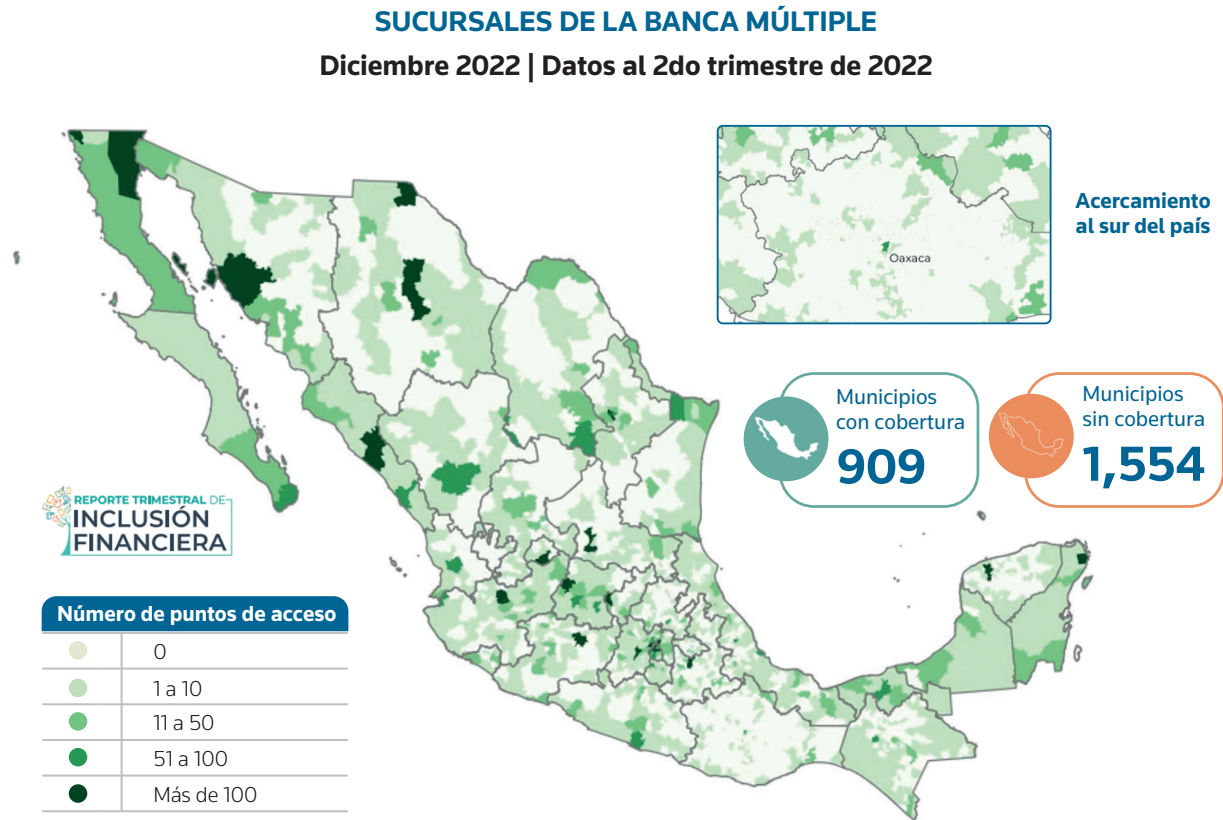 SUCURSALES DE LA BANCA MÚLTIPLE
Diciembre 2022 | Datos al 2do trimestre de 2022
Acercamiento
al sur del país
Oaxaca
Municipios
con cobertura
909
Municipios
sin cobertura
1,554
REPORTE TRIMESTRAL DE
INCLUSIÓN
FINANCIERA
Número de puntos de acceso
0
1 a 10
11 a 50
51 a 100
Más de 100